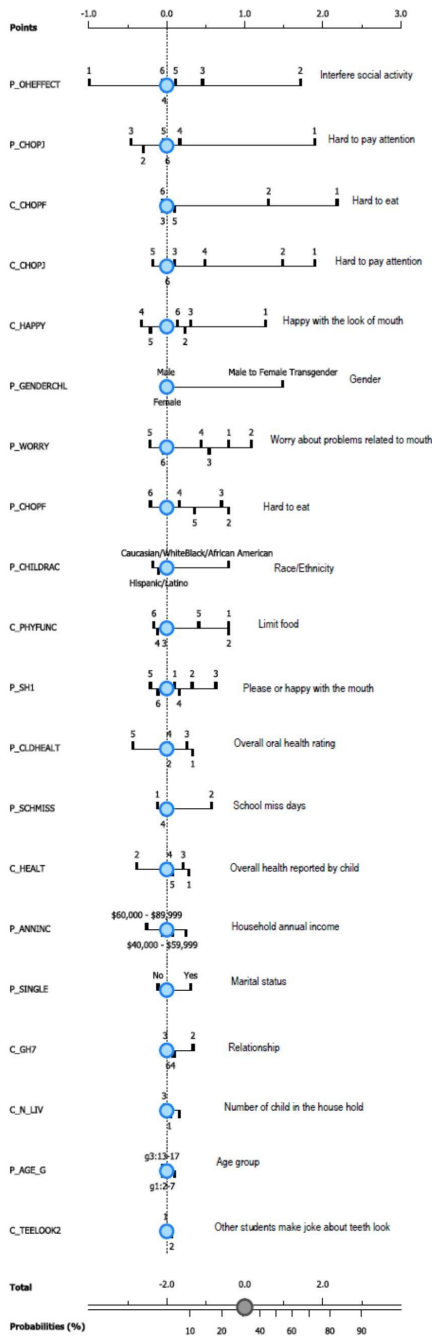 -1.0 0.0 1.0 2.0 3.0
Points
1 6 5 3 2
P_OHEFFECT Interfere social activity
4
3 5 4 1
P_CHOPJ Hard to pay attention
2 6
6 2 1
C_CHOPF Hard to eat
3 5
5 3 4 2 1
C_CHOPJ Hard to pay attention
6
4 6 3 1
C_HAPPY Happy with the look of mouth
5 2
Male Male to Female Transgender
P_GENDERCHL Gender
Female
5 4 1 2
P_WORRY Worry about problems related to mouth
6 3
6 4 3
P_CHOPF Hard to eat
5 2
Caucasian/WhiteBlack/African American
P_CHILDRAC Race/Ethnicity
Hispanic/Latino
6 5 1
C_PHYFUNC Limit food
4 3 2
5 1 2 3
P_SH1 Please or happy with the mouth
6 4
5 4 3
P_CLDHEALT Overall oral health rating
2 1
1 2
P_SCHMISS School miss days
4
2 4 3
C_HEALT Overall health reported by child
5 1
$60,000 - $89,999
P_ANNINC Household annual income
$40,000 - $59,999
No Yes
P_SINGLE Marital status
3 2
C_GH7 Relationship
64
3
C_N_LIV Number of child in the house hold
1
g3:13-17
P_AGE_G Age group
g1:2-7
1
C_TEELOOK2 Other students make joke about teeth look
2
Total -2.0 0.0 2.0
Probabilities (%) 10 20 40 60 80 90